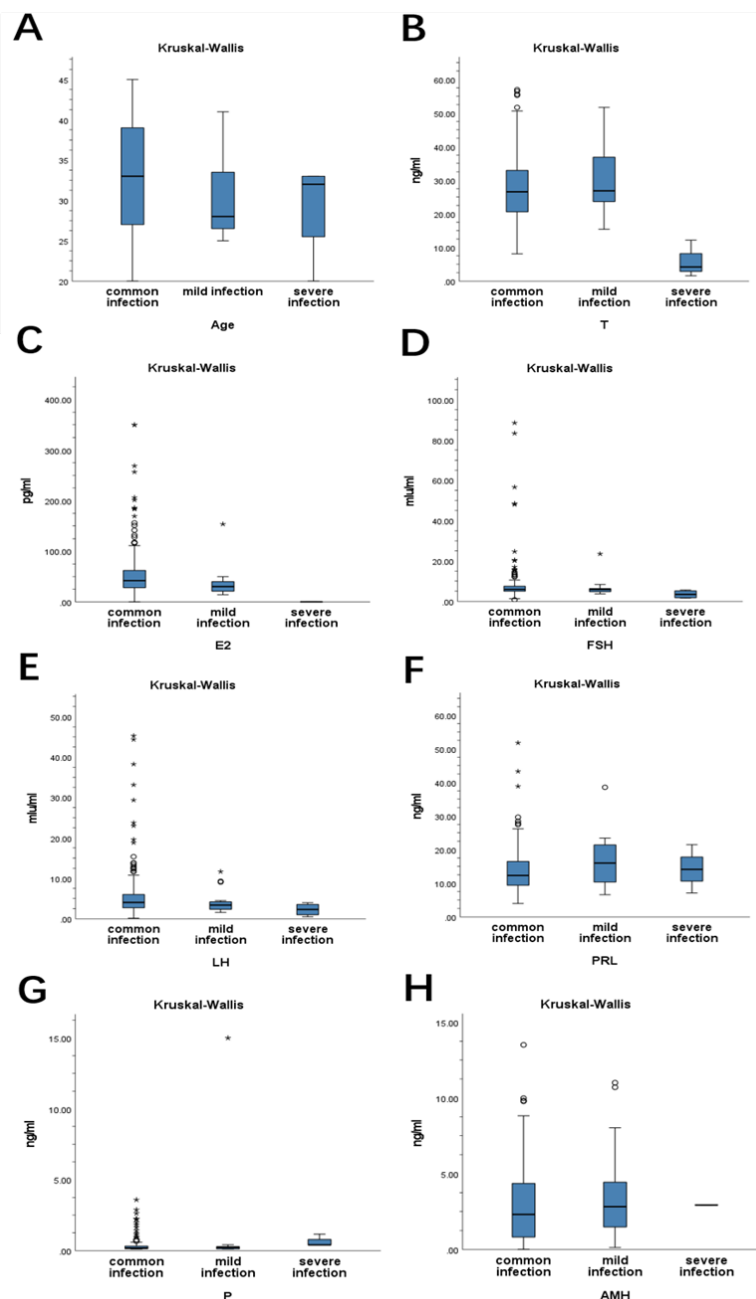 A
Kruskal-Wallis
45
40
35
30
25
20
common infection
mild infection
severe infection
Age
B
Kruskal-Wallis
ng/ml
60.00
50.00
40.00
30.00
20.00
10.00
.00
common infection
mild infection
severe infection
T
C
Kruskal-Wallis
pg/ml
400.00
300.00
200.00
100.00
.00
common infection
mild infection
severe infection
E2
D
Kruskal-Wallis
mIu/ml
100.00
80.00
60.00
40.00
20.00
.00
common infection
mild infection
severe infection
FSH
E
Kruskal-Wallis
mIu/ml
50.00
40.00
30.00
20.00
10.00
.00
common infection
mild infection
severe infection
LH
F
Kruskal-Wallis
ng/ml
60.00
50.00
40.00
30.00
20.00
10.00
.00
common infection
mild infection
severe infection
PRL
G
Kruskal-Wallis
ng/ml
15.00
10.00
5.00
.00
common infection
mild infection
severe infection
P
H
Kruskal-Wallis
ng/ml
15.00
10.00
5.00
.00
common infection
mild infection
severe infection
AMH